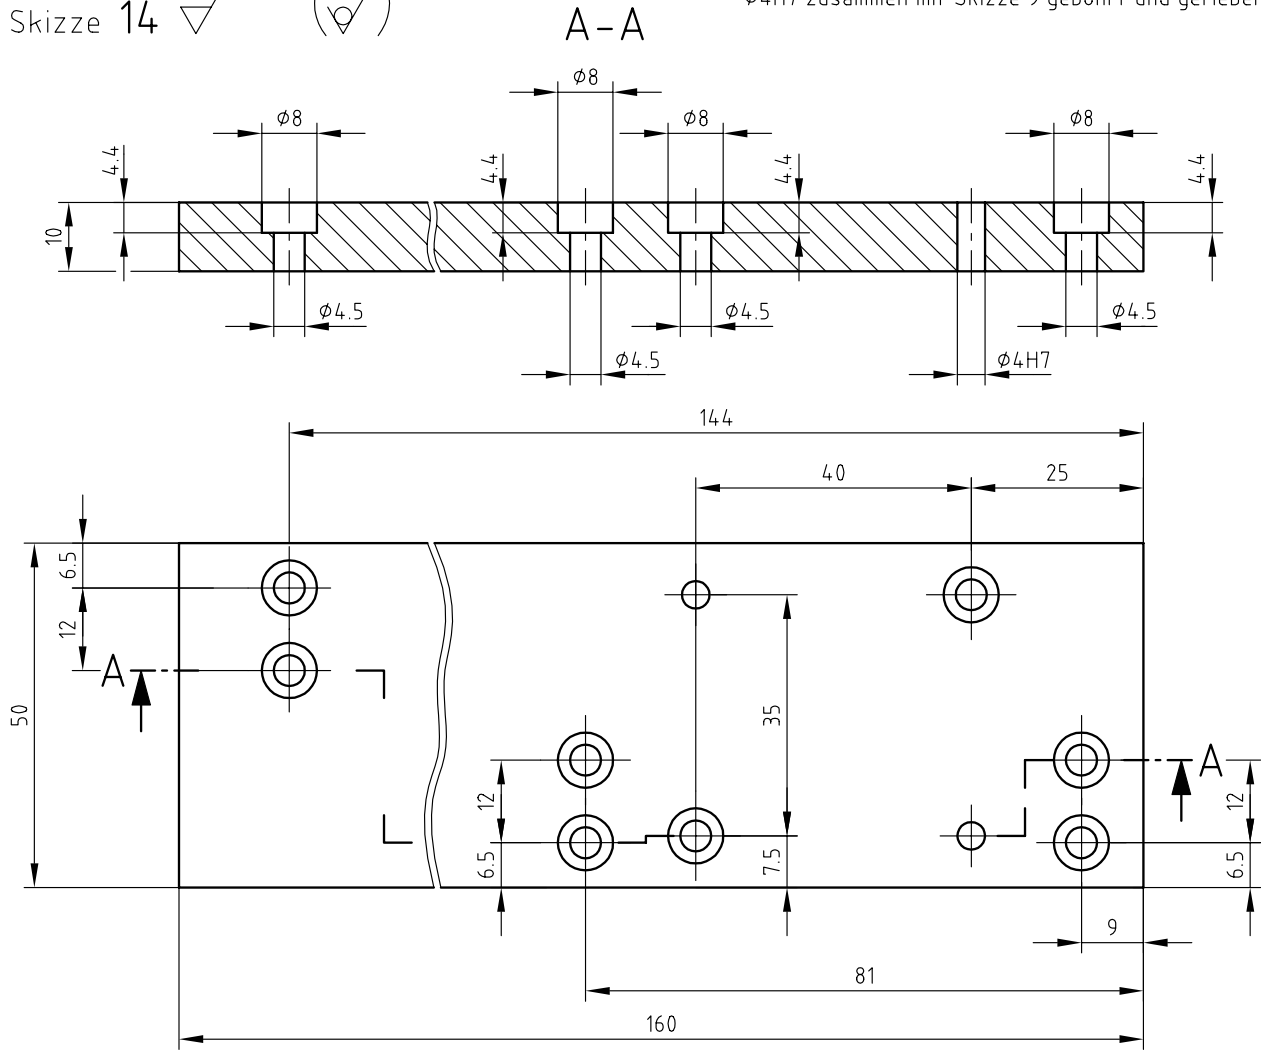 Ø4H7 zusammen mit Skizze 9 gebohrt und gerieben
Skizze 14
A-A
Ø8
Ø8 Ø8 Ø8
4.4 4.4 4.4 4.4
10
Ø4.5 Ø4.5 Ø4.5
Ø4.5 Ø4H7
144
40 25
6.5
12
A
50 35
A
12 12
6.5 7.5 6.5
9
81
160